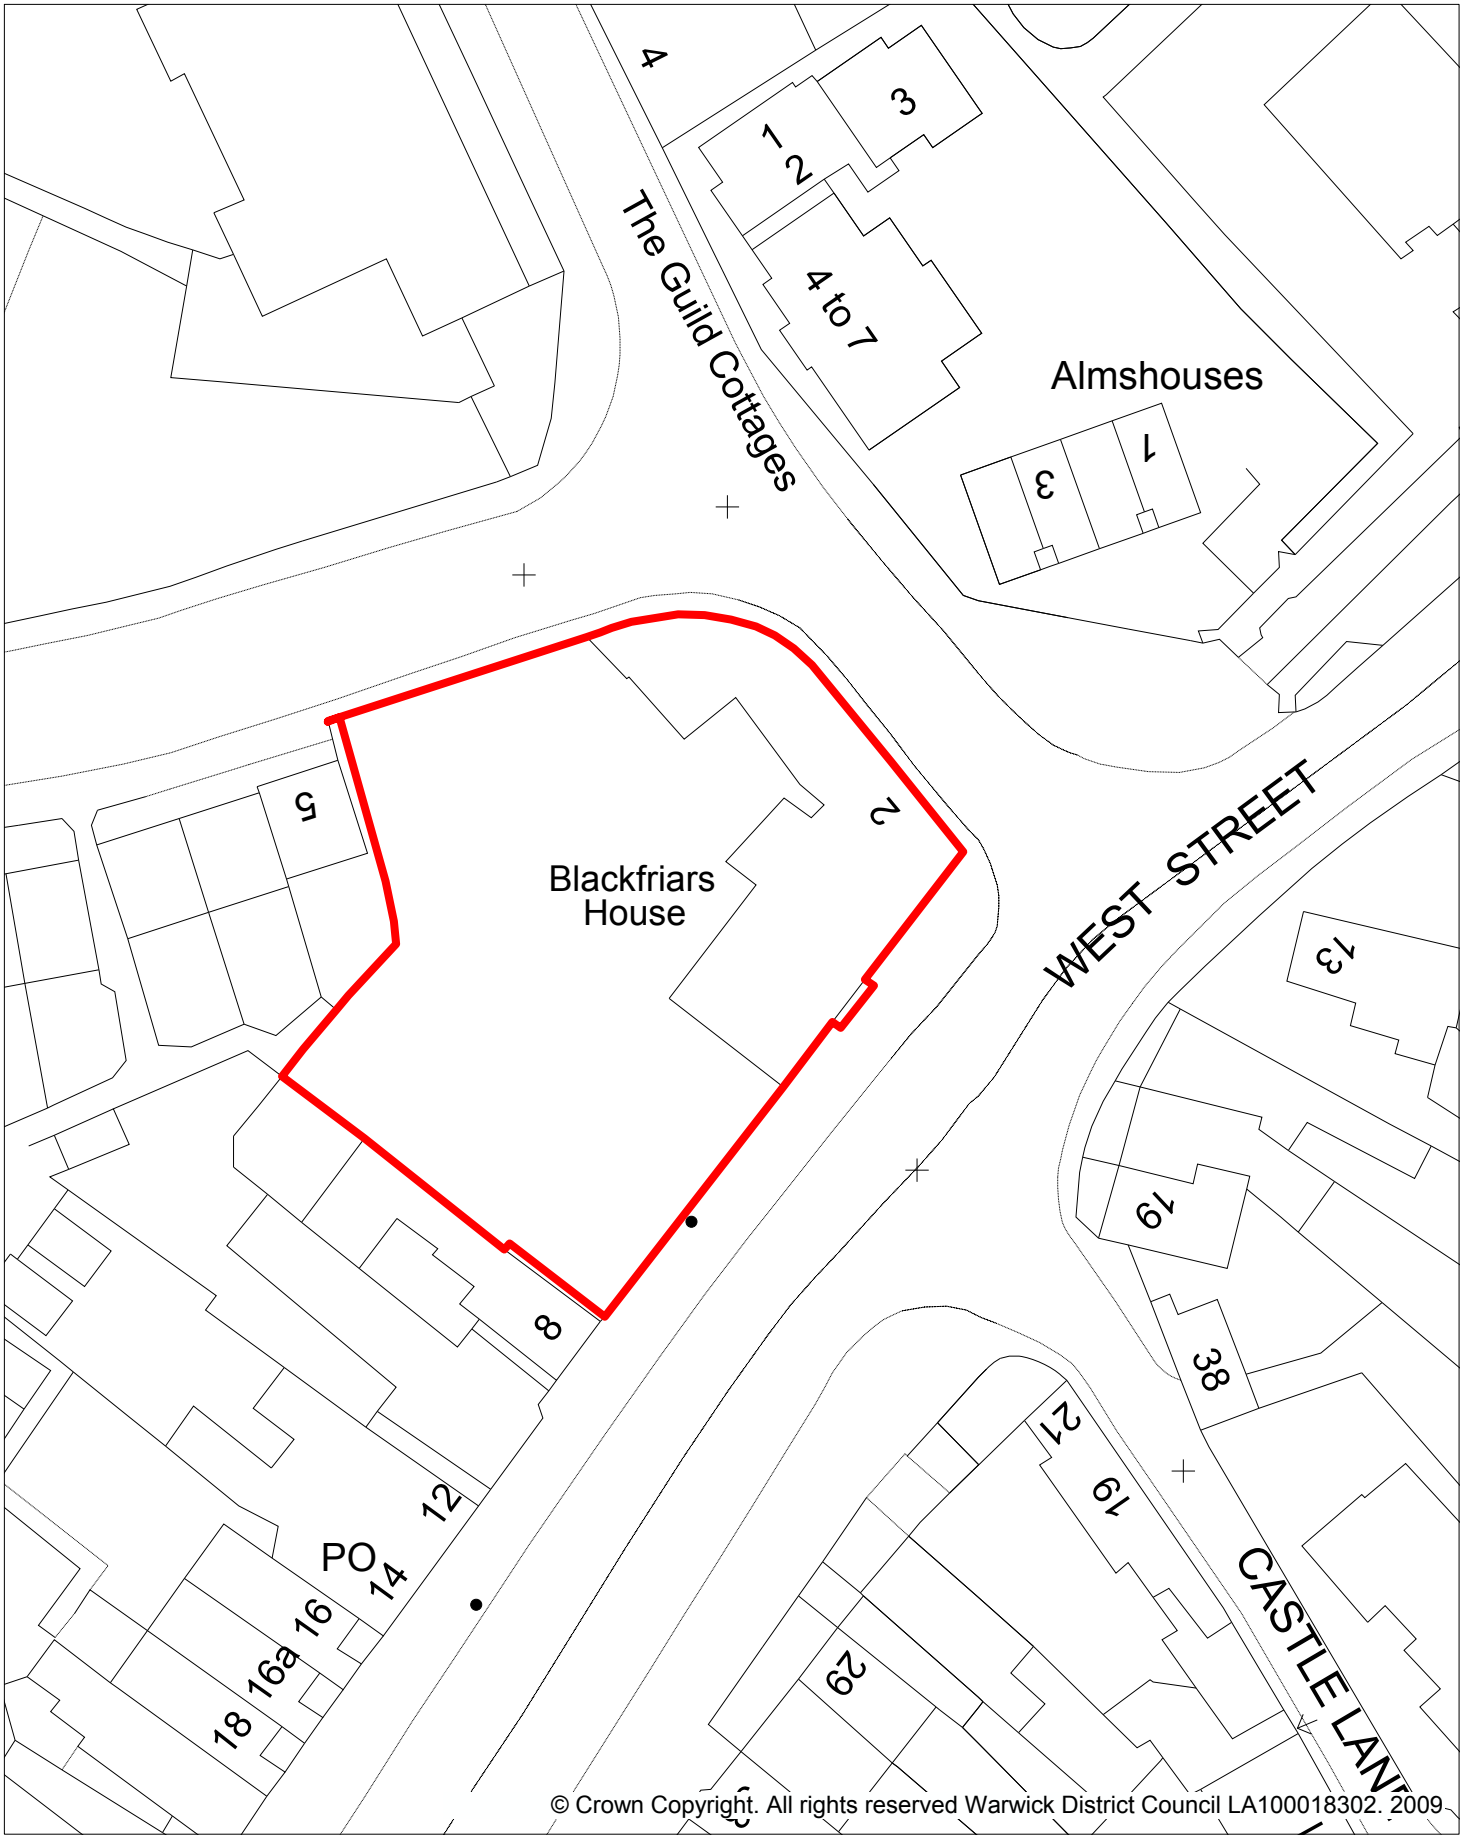 4
3
1
2
The Guild Cottages
4 to 7
Almshouses
1
3
5
2
WEST STREET
Blackfriars
House
13
19
8
38
21
19
12
PO
14
16
16a
18
29
CASTLE LANE
© Crown Copyright. All rights reserved Warwick District Council LA100018302. 2009